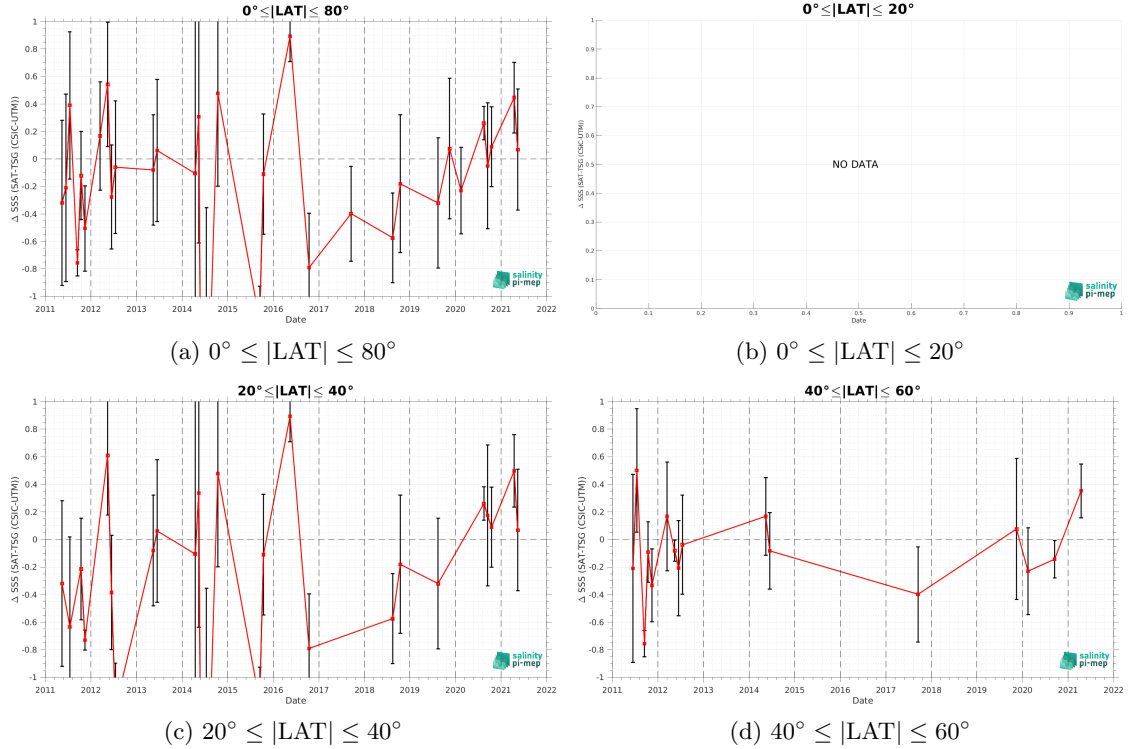 0°≤|LAT|≤ 80°
Δ SSS (SAT-TSG (CSIC-UTM))
1
0.8
0.6
0.4
0.2
0
-0.2
-0.4
-0.6
-0.8
-1
2011 2012 2013 2014 2015 2016 2017 2018 2019 2020 2021 2022
Date
salinity
pi-mep
(a) 0° ≤ |LAT| ≤ 80°
0°≤|LAT|≤ 20°
Δ SSS (SAT-TSG (CSIC-UTM))
1
0.9
0.8
0.7
0.6
0.5
0.4
0.3
0.2
0.1
0
NO DATA
0 0.1 0.2 0.3 0.4 0.5 0.6 0.7 0.8 0.9 1
Date
salinity
pi-mep
(b) 0° ≤ |LAT| ≤ 20°
20°≤|LAT|≤ 40°
Δ SSS (SAT-TSG (CSIC-UTM))
1
0.8
0.6
0.4
0.2
0
-0.2
-0.4
-0.6
-0.8
-1
2011 2012 2013 2014 2015 2016 2017 2018 2019 2020 2021 2022
Date
salinity
pi-mep
(c) 20° ≤ |LAT| ≤ 40°
40°≤|LAT|≤ 60°
Δ SSS (SAT-TSG (CSIC-UTM))
1
0.8
0.6
0.4
0.2
0
-0.2
-0.4
-0.6
-0.8
-1
2011 2012 2013 2014 2015 2016 2017 2018 2019 2020 2021 2022
Date
salinity
pi-mep
(d) 40° ≤ |LAT| ≤ 60°